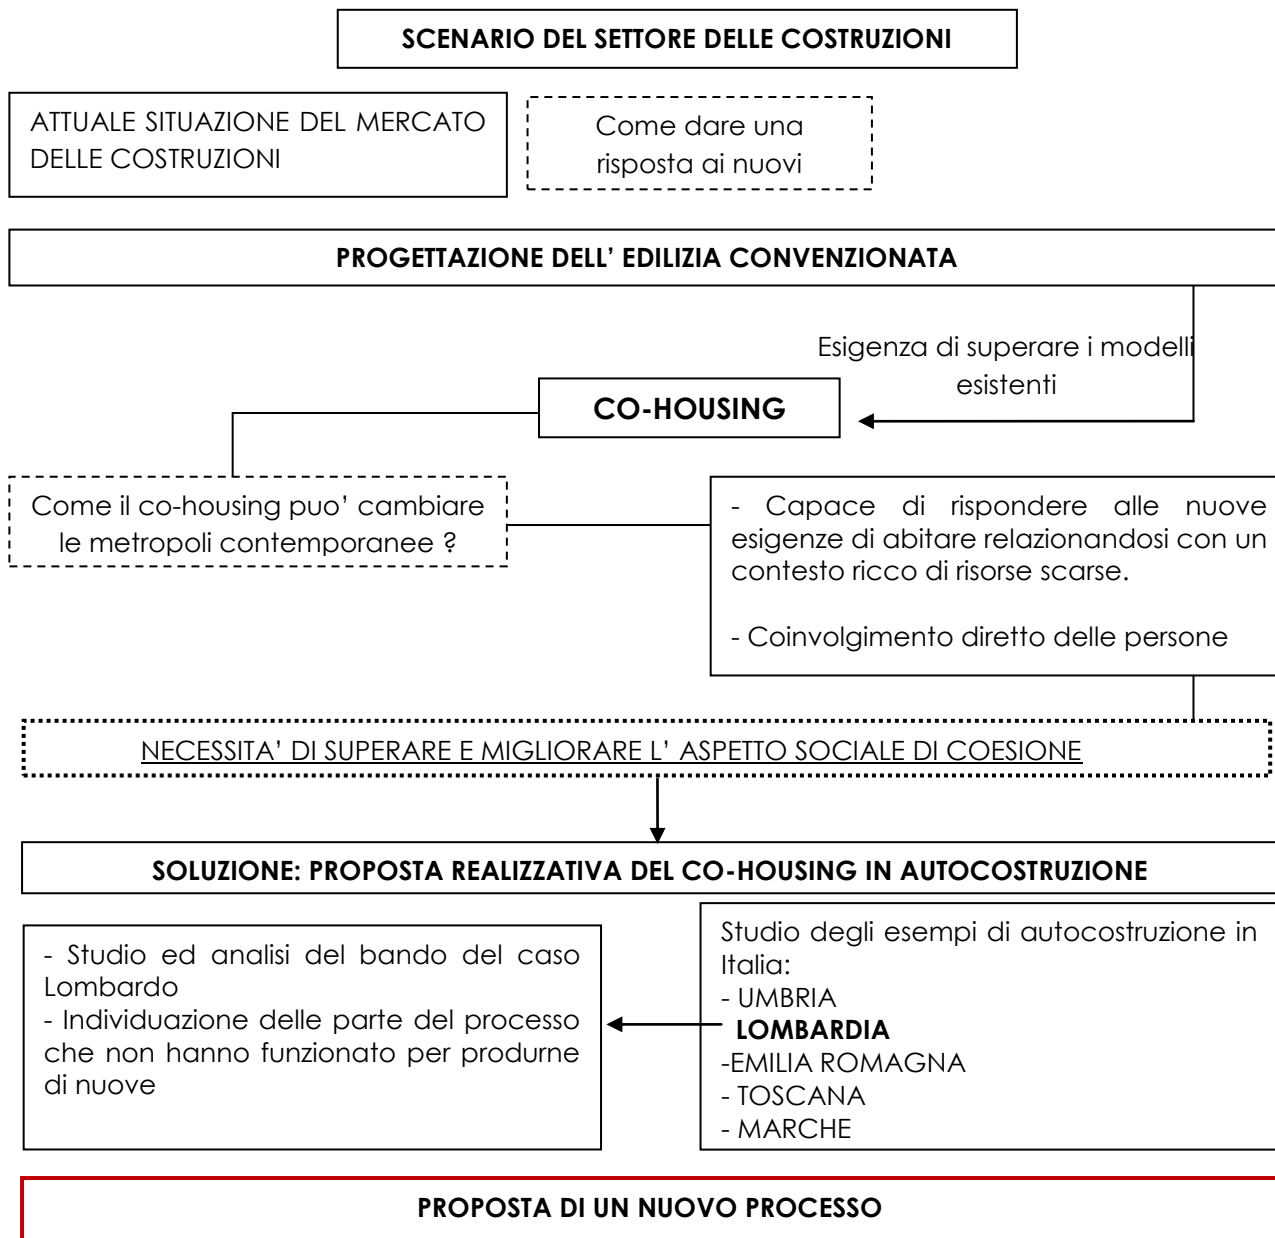 SCENARIO DEL SETTORE DELLE COSTRUZIONI
ATTUALE SITUAZIONE DEL MERCATO
DELLE COSTRUZIONI
Come dare una
risposta ai nuovi
PROGETTAZIONE DELL’ EDILIZIA CONVENZIONATA
Esigenza di superare i modelli
esistenti
CO-HOUSING
Come il co-housing puo’ cambiare
le metropoli contemporanee ?
- Capace di rispondere alle nuove
esigenze di abitare relazionandosi con un
contesto ricco di risorse scarse.
- Coinvolgimento diretto delle persone
NECESSITA’ DI SUPERARE E MIGLIORARE L’ ASPETTO SOCIALE DI COESIONE
SOLUZIONE: PROPOSTA REALIZZATIVA DEL CO-HOUSING IN AUTOCOSTRUZIONE
- Studio ed analisi del bando del caso
Lombardo
- Individuazione delle parte del processo
che non hanno funzionato per produrne
di nuove
Studio degli esempi di autocostruzione in
Italia:
- UMBRIA
LOMBARDIA
-EMILIA ROMAGNA
- TOSCANA
- MARCHE
PROPOSTA DI UN NUOVO PROCESSO